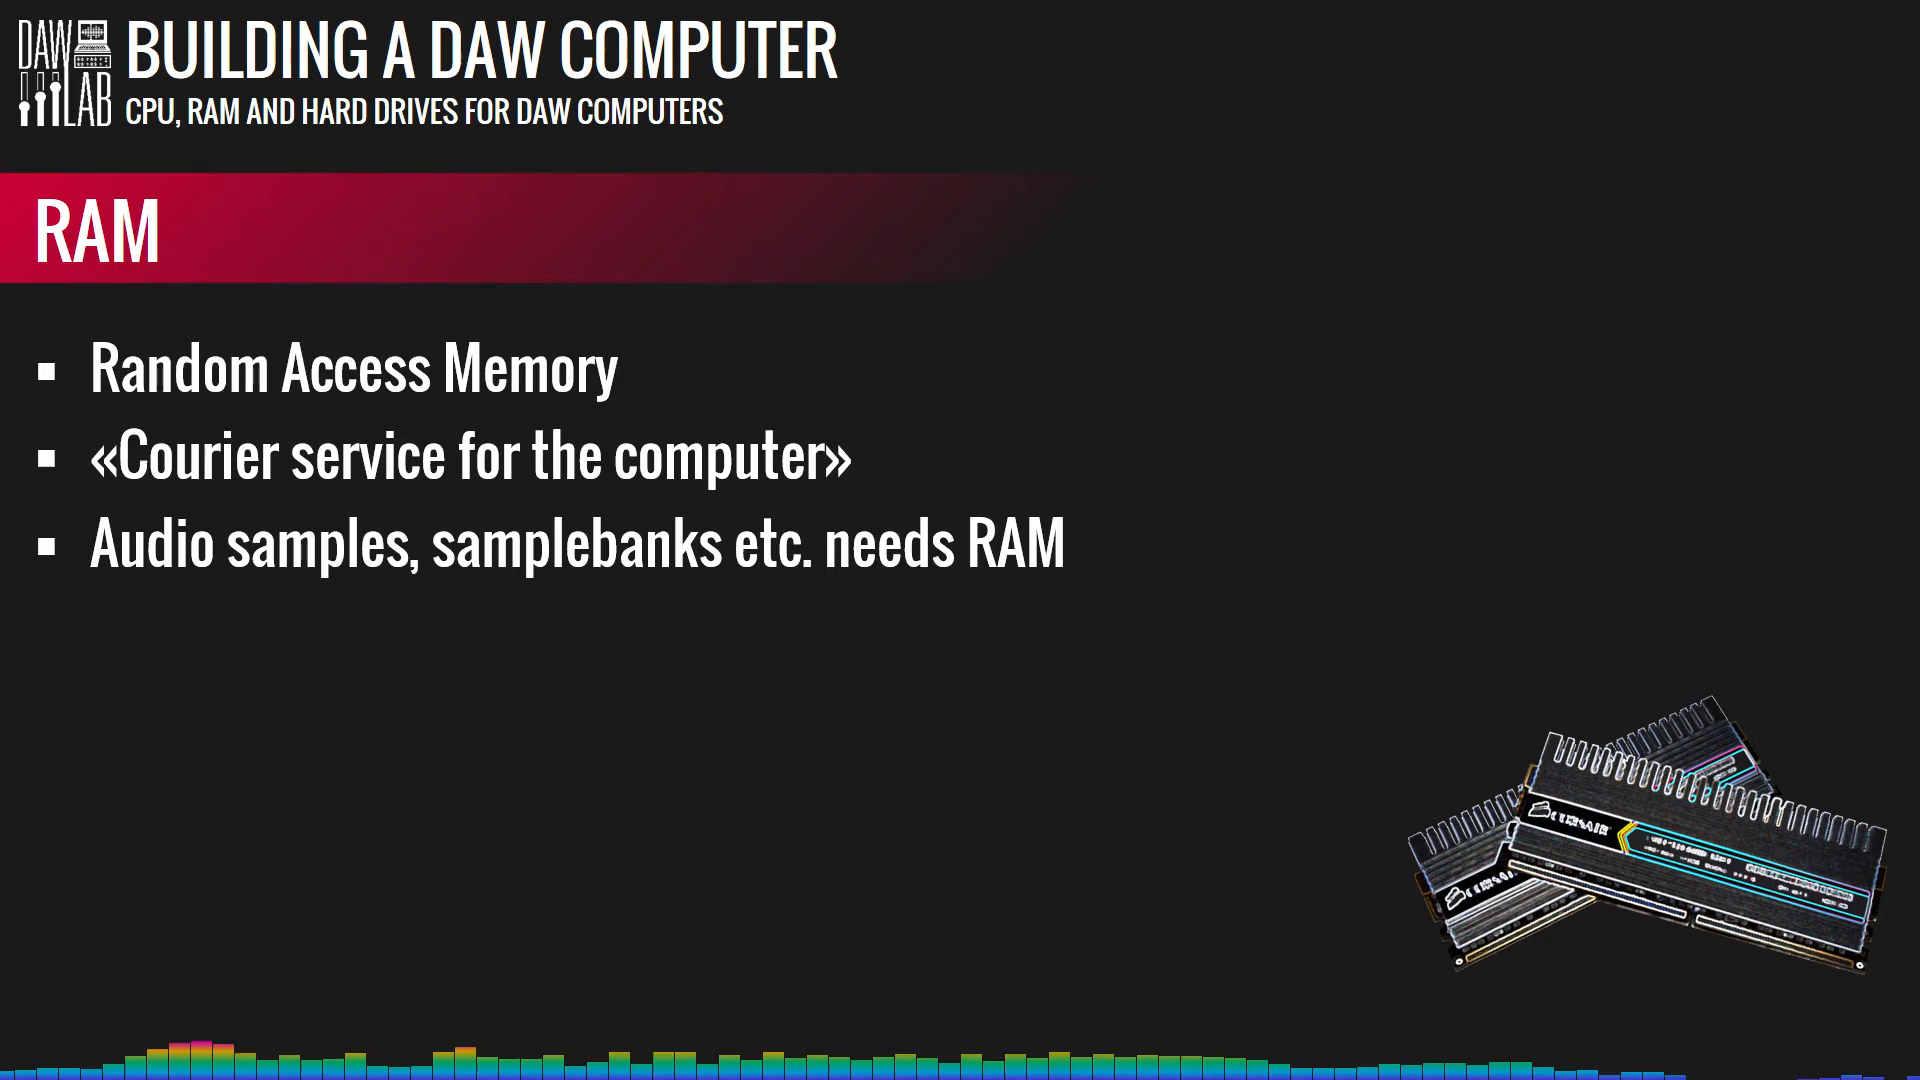 DAW LAB
BUILDING A DAW COMPUTER
CPU, RAM AND HARD DRIVES FOR DAW COMPUTERS
RAM
Random Access Memory
«Courier service for the computer»
Audio samples, samplebanks etc. needs RAM